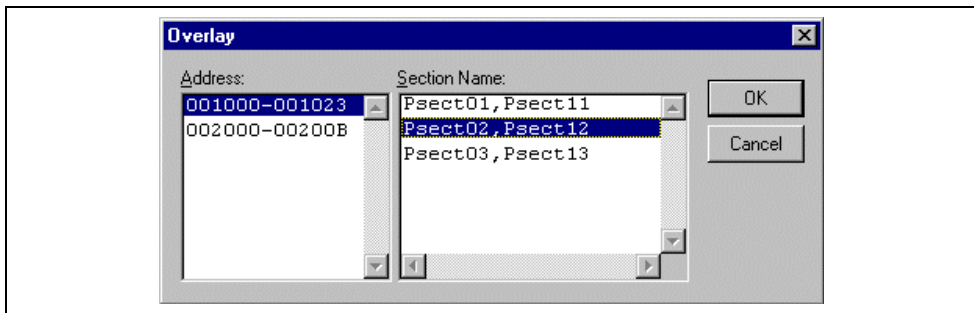 Overlay
Address:
001000-001023
002000-00200B
Section Name:
Psect01,Psect11
Psect02,Psect12
Psect03,Psect13
OK
Cancel